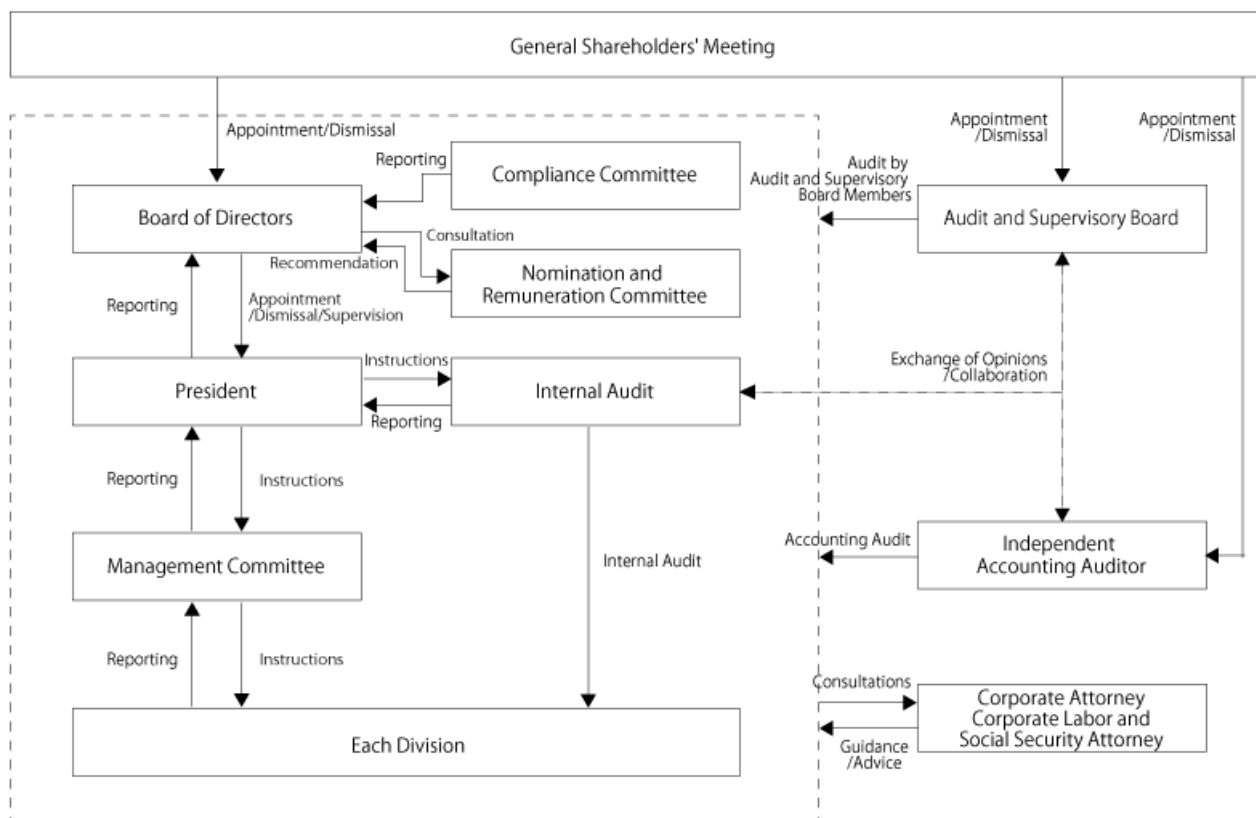 General Shareholders' Meeting
Appointment/Dismissal
Appointment
/Dismissal
Appointment
/Dismissal
Reporting
Compliance Committee
Audit by
Audit and Supervisory
Board Members
Board of Directors
Audit and Supervisory Board
Consultation
Recommendation
Nomination and
Remuneration Committee
Reporting
Appointment
/Dismissal/Supervision
Instructions
Exchange of Opinions
/Collaboration
President
Internal Audit
Reporting
Reporting
Instructions
Accounting Audit
Independent
Accounting Auditor
Management Committee
Internal Audit
Reporting
Instructions
Consultations
Corporate Attorney
Corporate Labor and
Social Security Attorney
Each Division
Guidance
/Advice